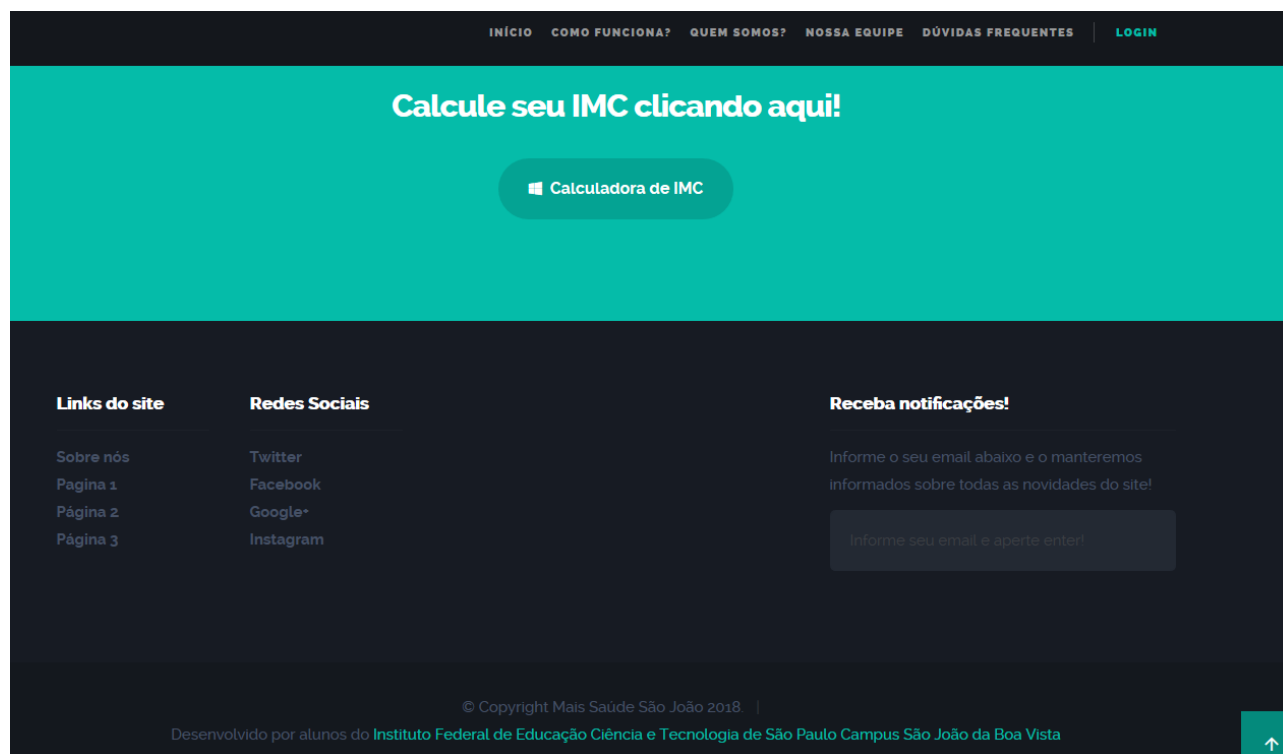 INÍCIO COMO FUNCIONA? QUEM SOMOS? NOSSA EQUIPE DÚVIDAS FREQUENTES LOGIN
Calcule seu IMC clicando aqui!
Calculadora de IMC
Links do site
Sobre nós
Pagina 1
Página 2
Página 3
Redes Sociais
Twitter
Facebook
Google+
Instagram
Receba notificações!
Informe o seu email abaixo e o manteremos
informados sobre todas as novidades do site!
Informe seu email e aperte enter!
© Copyright Mais Saúde São João 2018. |
Desenvolvido por alunos do Instituto Federal de Educação Ciência e Tecnologia de São Paulo Campus São João da Boa Vista